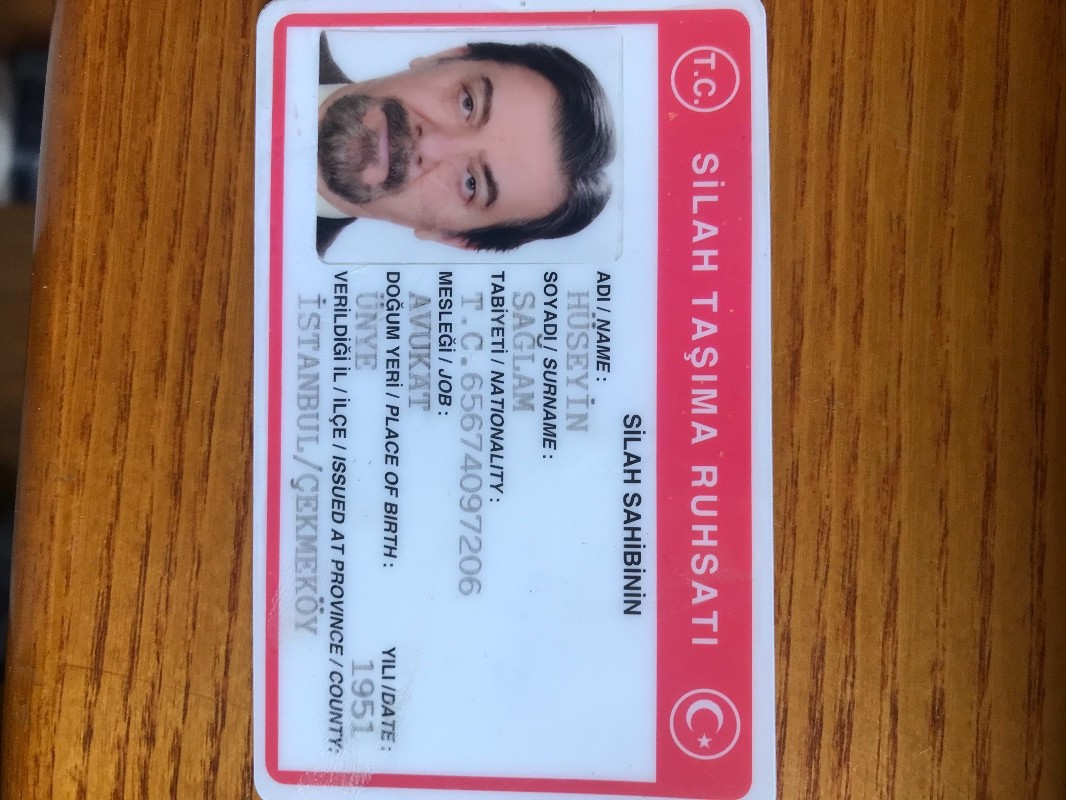 T.C. SİLAH TAŞIMA RUHSATI
SİLAH SAHİBİNİN
ADI / NAME :
HÜSEYİN
SOYADI / SURNAME :
SAĞLAM
TABİYETİ / NATIONALITY :
T.C.65674097206
MESLEĞİ / JOB :
AVUKAT
DOĞUM YERİ / PLACE OF BIRTH : YILI /DATE :
ÜNYE 1951
VERİLDİĞİ İL / İLÇE / ISSUED AT PROVINCE / COUNTY:
İSTANBUL/ÇEKMEKÖY